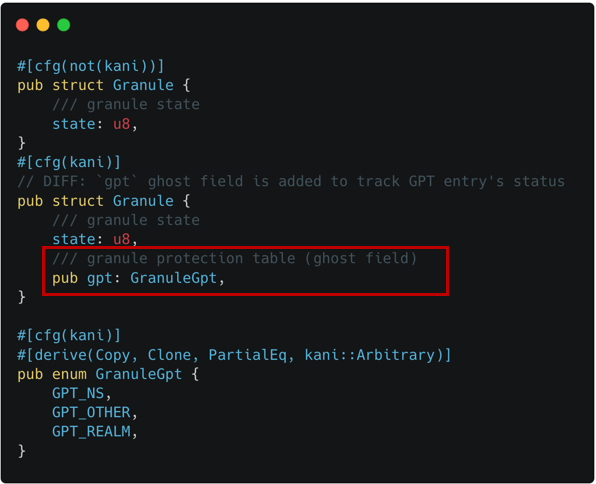 #[cfg(not(kani))]
pub struct Granule {
    /// granule state
    state: u8,
}
#[cfg(kani)]
// DIFF: `gpt` ghost field is added to track GPT entry's status
pub struct Granule {
    /// granule state
    state: u8,
    /// granule protection table (ghost field)
    pub gpt: GranuleGpt,
}

#[cfg(kani)]
#[derive(Copy, Clone, PartialEq, kani::Arbitrary)]
pub enum GranuleGpt {
    GPT_NS,
    GPT_OTHER,
    GPT_REALM,
}